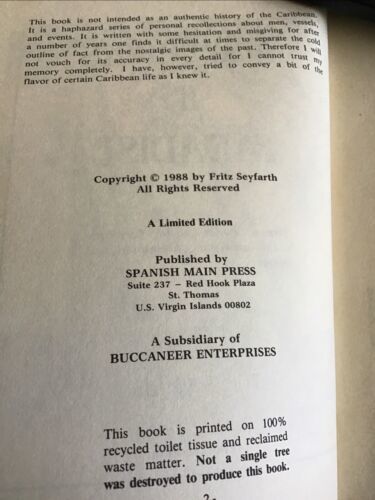 This book is not intended as an authentic history of the Caribbean.
It is a haphazard series of personal recollections about men, vessels,
and events. It is written with some hesitation and misgiving for after
a number of years one finds it difficult at times to separate the cold
outline of fact from the nostalgic images of the past. Therefore I will
not vouch for its accuracy in every detail for I cannot trust my
memory completely. I have, however, tried to convey a bit of the
flavor of certain Caribbean life as I knew it.
Copyright © 1988 by Fritz Seyfarth
All Rights Reserved
A Limited Edition
Published by
SPANISH MAIN PRESS
Suite 237 – Red Hook Plaza
St. Thomas
U.S. Virgin Islands 00802
A Subsidiary of
BUCCANEER ENTERPRISES
This book is printed on 100%
recycled toilet tissue and reclaimed
waste matter. Not a single tree
was destroyed to produce this book.
2